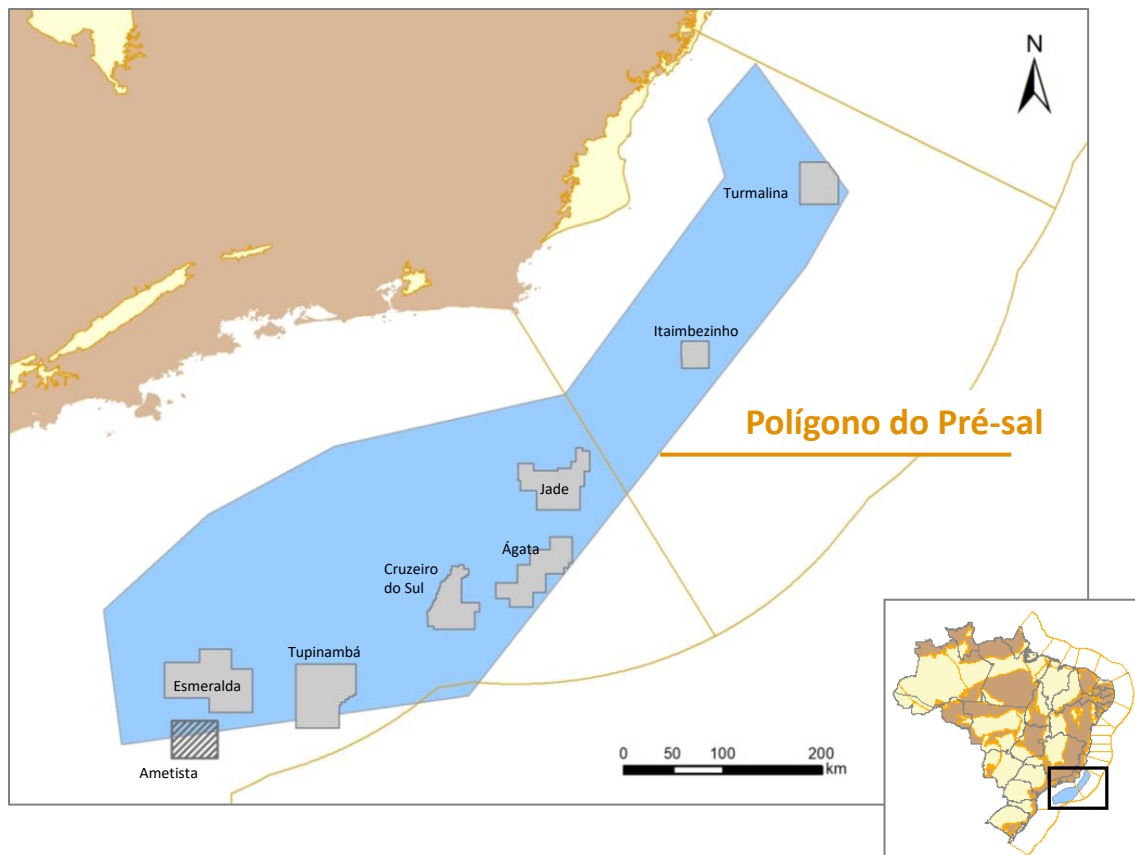 N
Turmalina
Itaimbezinho
Polígono do Pré-sal
Jade
Ágata
Cruzeiro
do Sul
Tupinambá
Esmeralda
Ametista
0 50 100 200
km